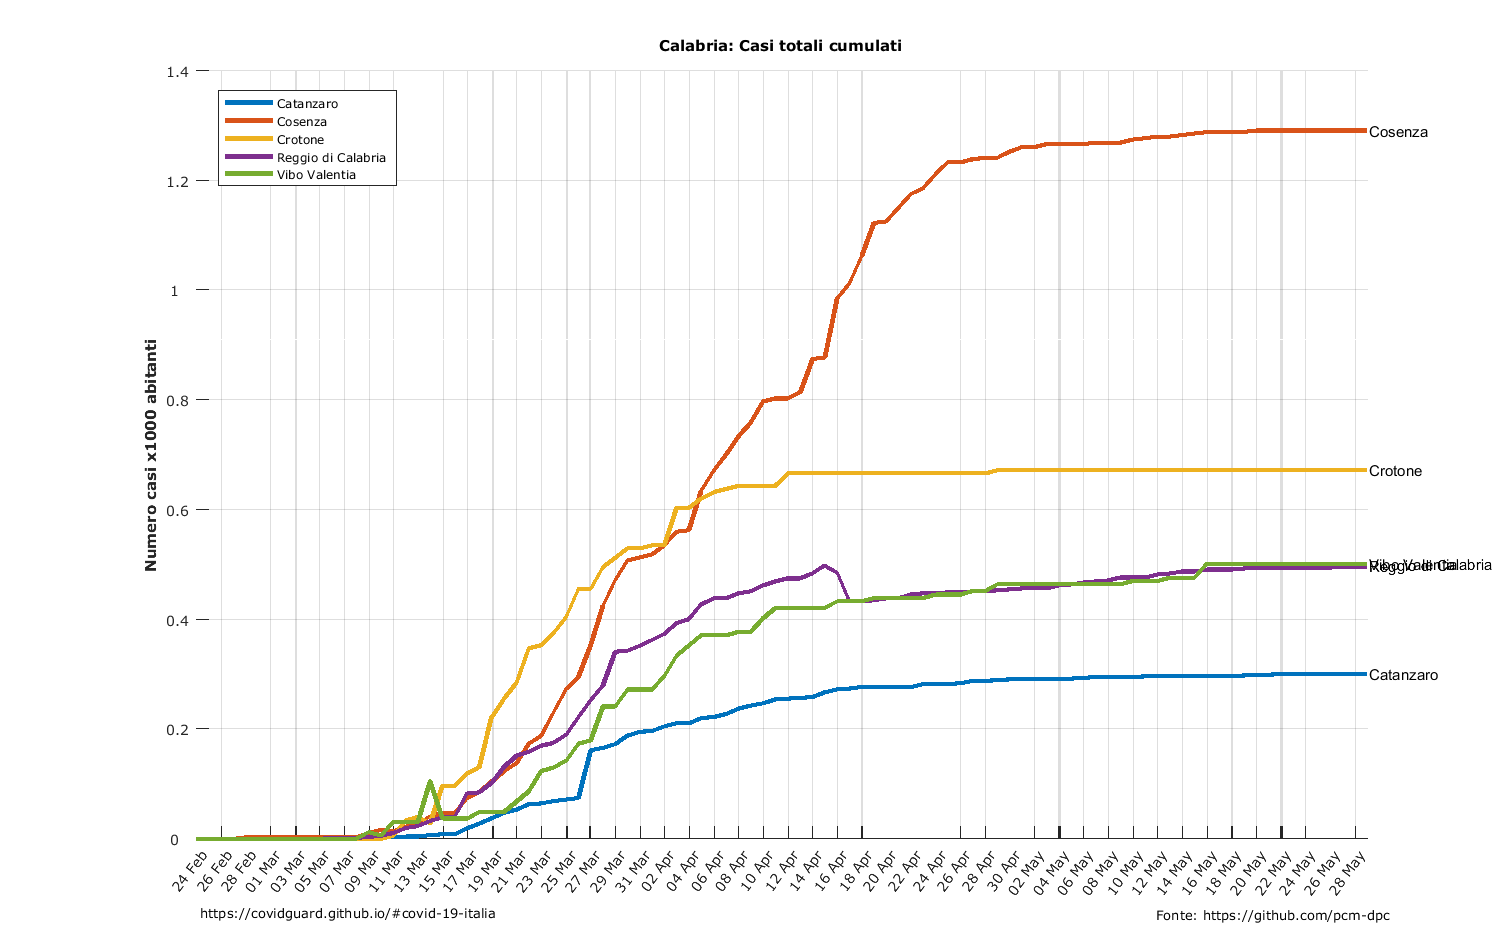 Calabria: Casi totali cumulati
1.4
1.2
1
0.8
0.6
0.4
0.2
0
Numero casi x1000 abitanti
Catanzaro
Cosenza
Crotone
Reggio di Calabria
Vibo Valentia
Cosenza
Crotone
Vibo Valentia
Reggio di Calabria
Catanzaro
24 Feb
26 Feb
28 Feb
01 Mar
03 Mar
05 Mar
07 Mar
09 Mar
11 Mar
13 Mar
15 Mar
17 Mar
19 Mar
21 Mar
23 Mar
25 Mar
27 Mar
29 Mar
31 Mar
02 Apr
04 Apr
06 Apr
08 Apr
10 Apr
12 Apr
14 Apr
16 Apr
18 Apr
20 Apr
22 Apr
24 Apr
26 Apr
28 Apr
30 Apr
02 May
04 May
06 May
08 May
10 May
12 May
14 May
16 May
18 May
20 May
22 May
24 May
26 May
28 May
https://covidguard.github.io/#covid-19-italia
Fonte: https://github.com/pcm-dpc